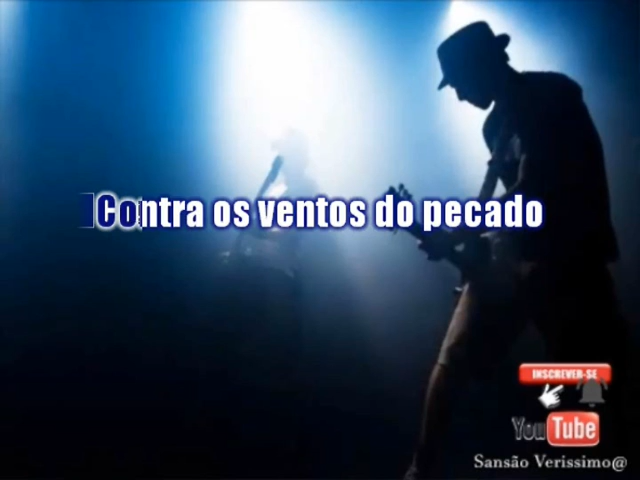 Contra os ventos do pecado
INSCREVER-SE
YouTube
Sansão Verissimo@